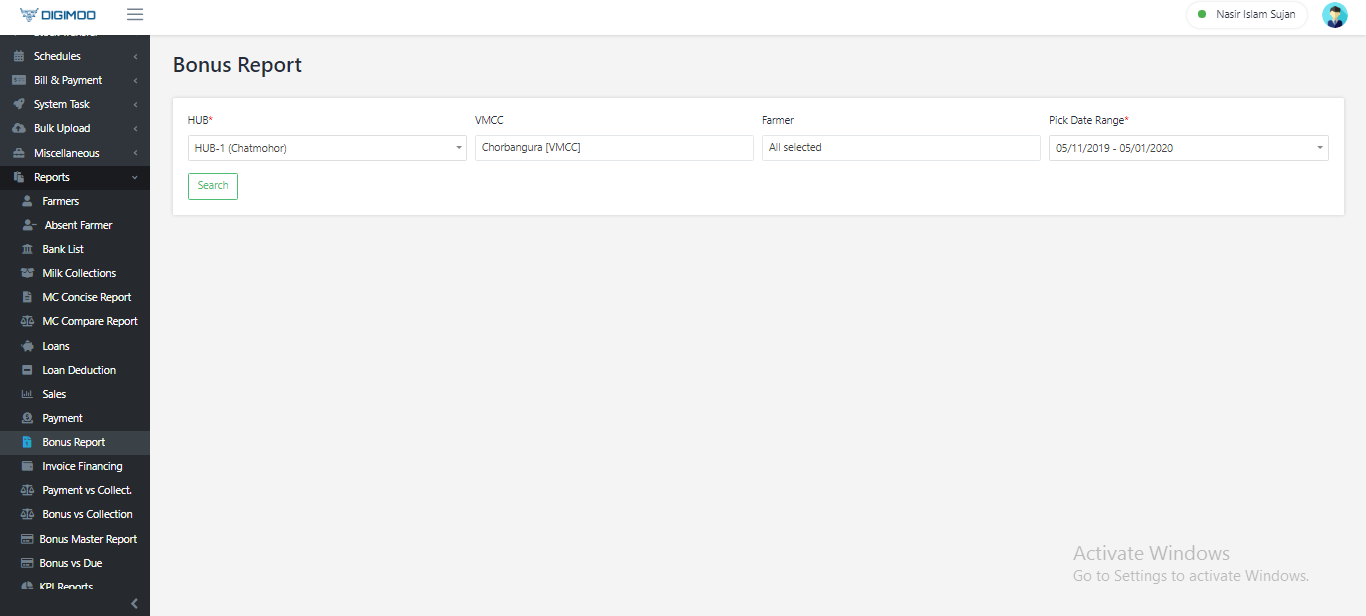 DIGIMOO
Nasir Islam Sujan
Stock Transfer
Schedules
Bill & Payment
System Task
Bulk Upload
Miscellaneous
Reports
Farmers
Absent Farmer
Bank List
Milk Collections
MC Concise Report
MC Compare Report
Loans
Loan Deduction
Sales
Payment
Bonus Report
Invoice Financing
Payment vs Collect.
Bonus vs Collection
Bonus Master Report
Bonus vs Due
KPI Reports
Bonus Report
HUB*
VMCC
Farmer
Pick Date Range*
HUB-1 (Chatmohor)
Chorbangura [VMCC]
All selected
05/11/2019 - 05/01/2020
Search
Activate Windows
Go to Settings to activate Windows.